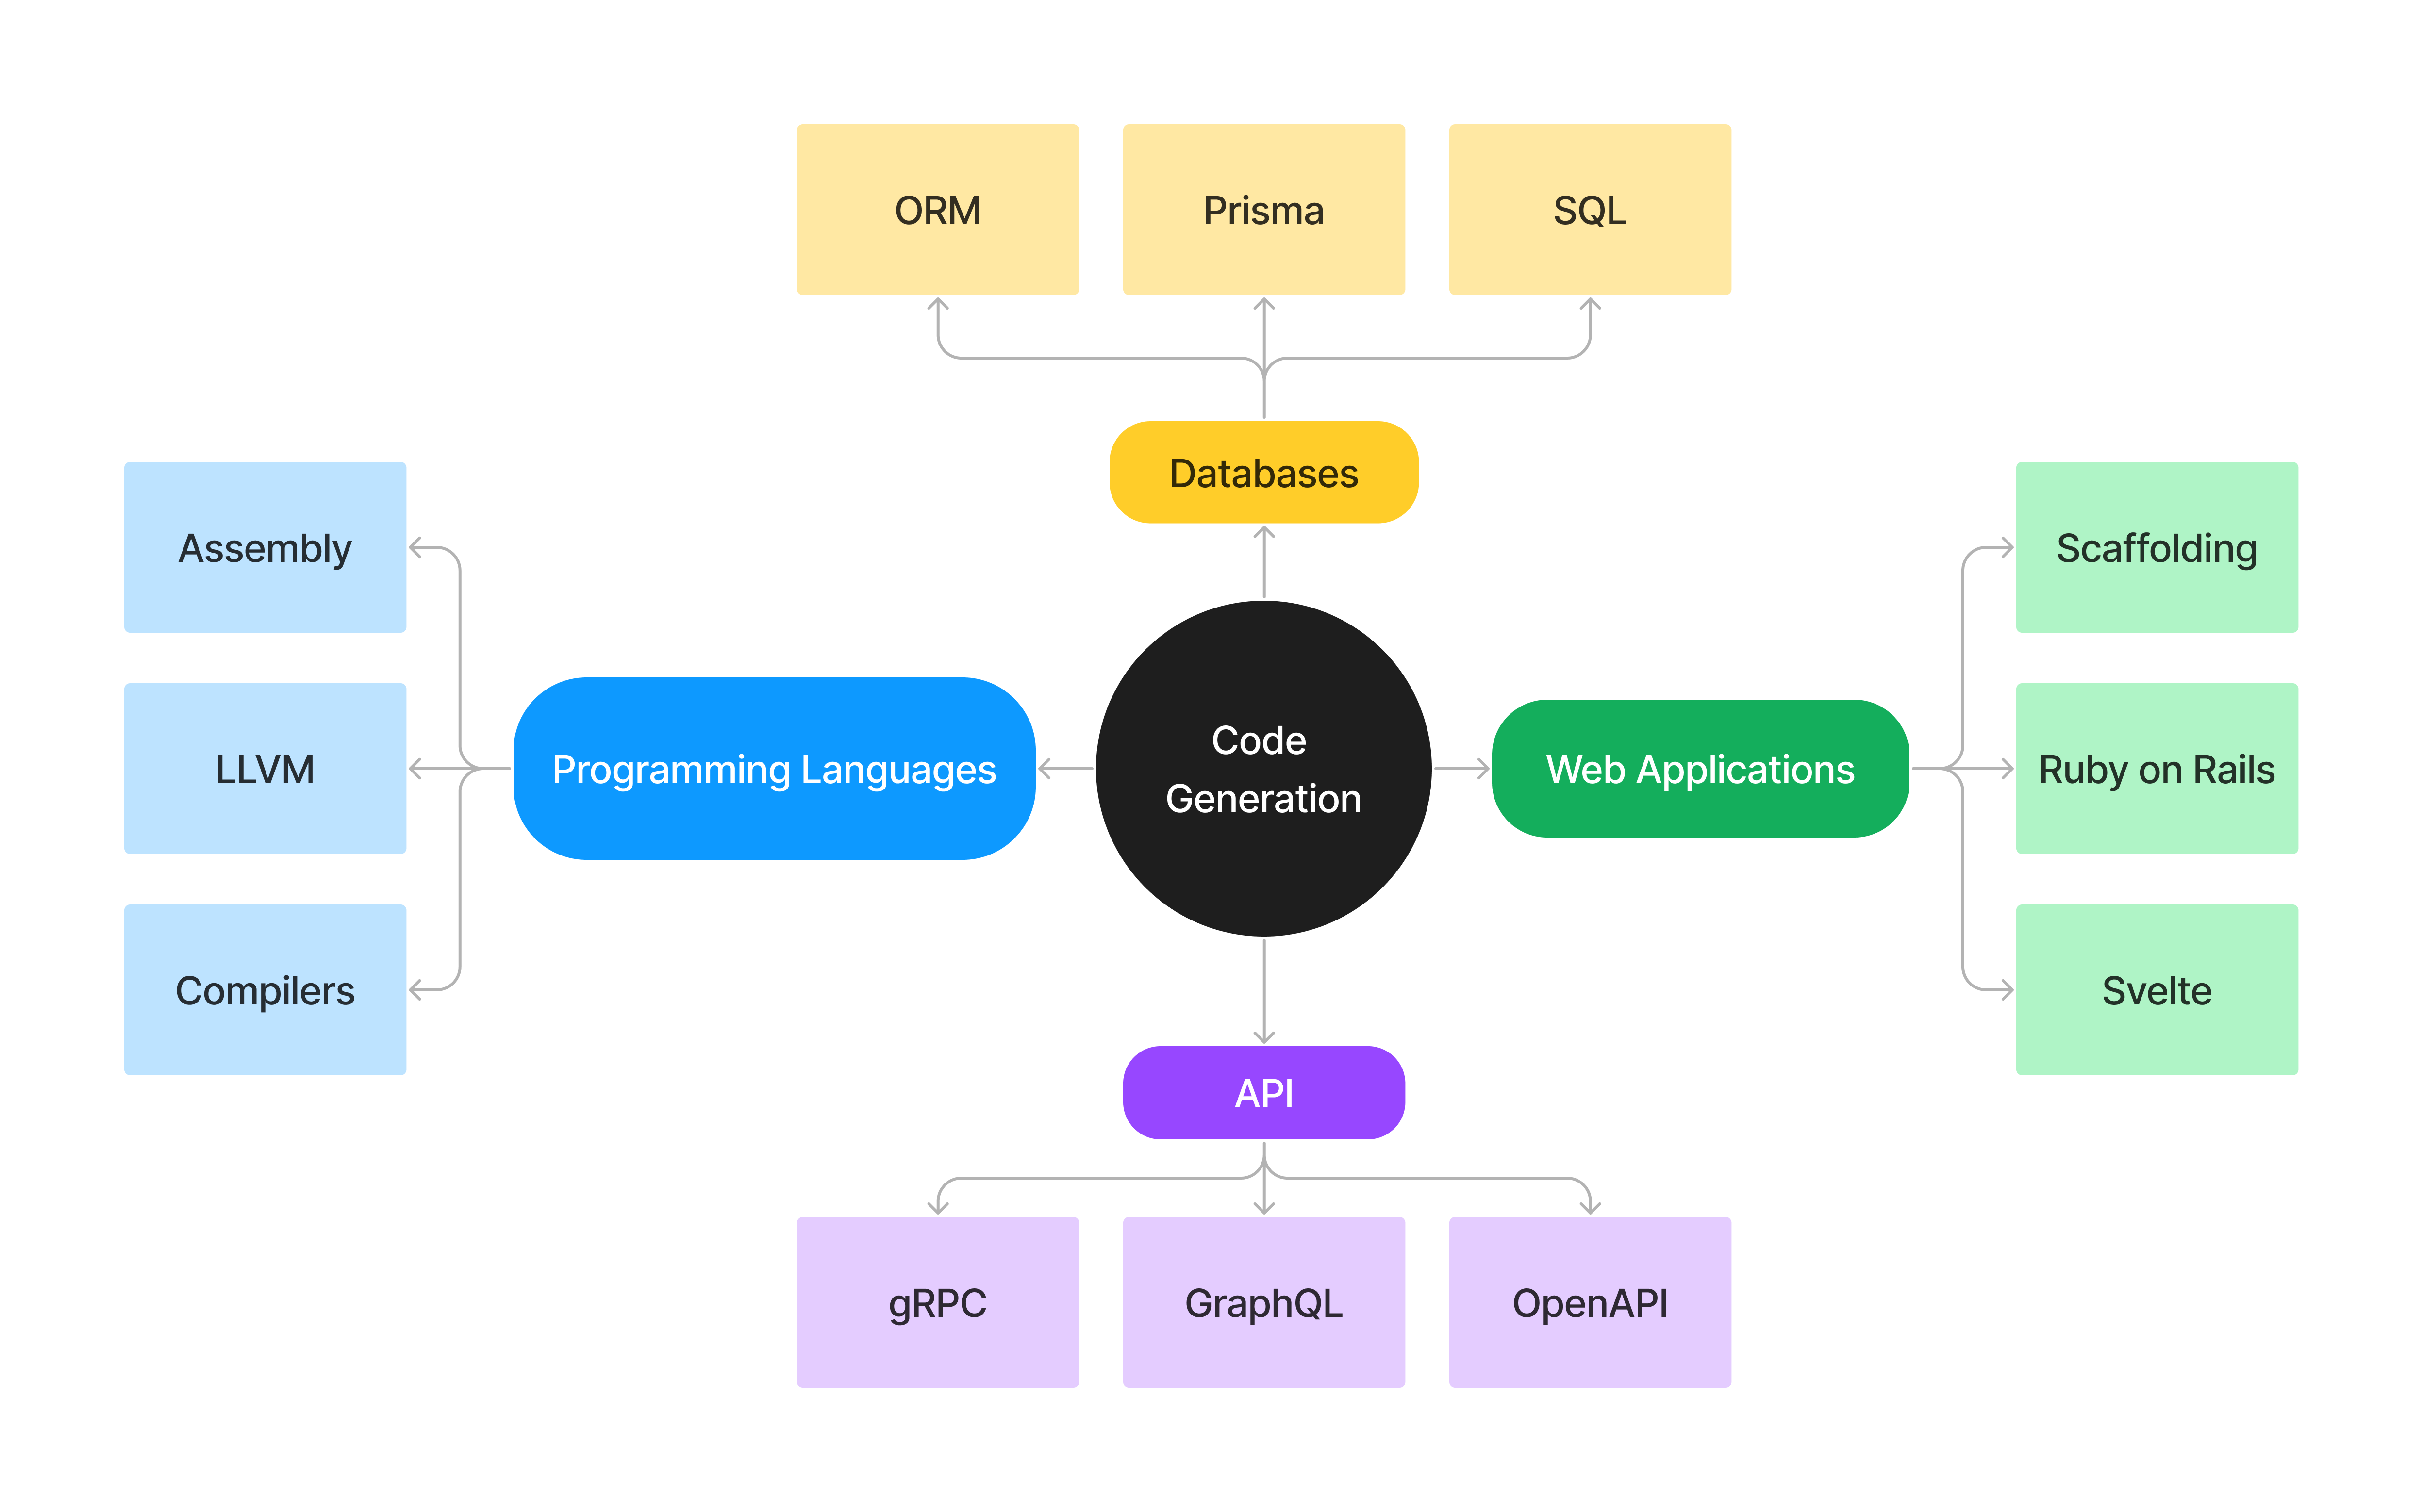 ORM
Prisma
SQL
Databases
Assembly
LLVM
Compilers
Programming Languages
Code
Generation
Web Applications
Scaffolding
Ruby on Rails
Svelte
API
gRPC
GraphQL
OpenAPI